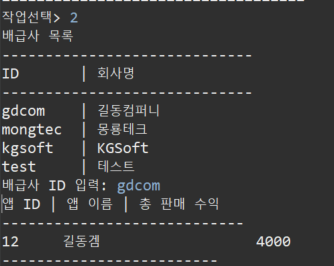 작업선택> 2
배급사 목록
-----------------------------
ID | 회사명
-----------------------------
gdcom | 길동컴퍼니
mongtec | 몽룡테크
kgsoft | KGSoft
test | 테스트
배급사 ID 입력: gdcom
앱 ID | 앱 이름 | 총 판매 수익
----------------------------
12 길동겜 4000
-------------------------